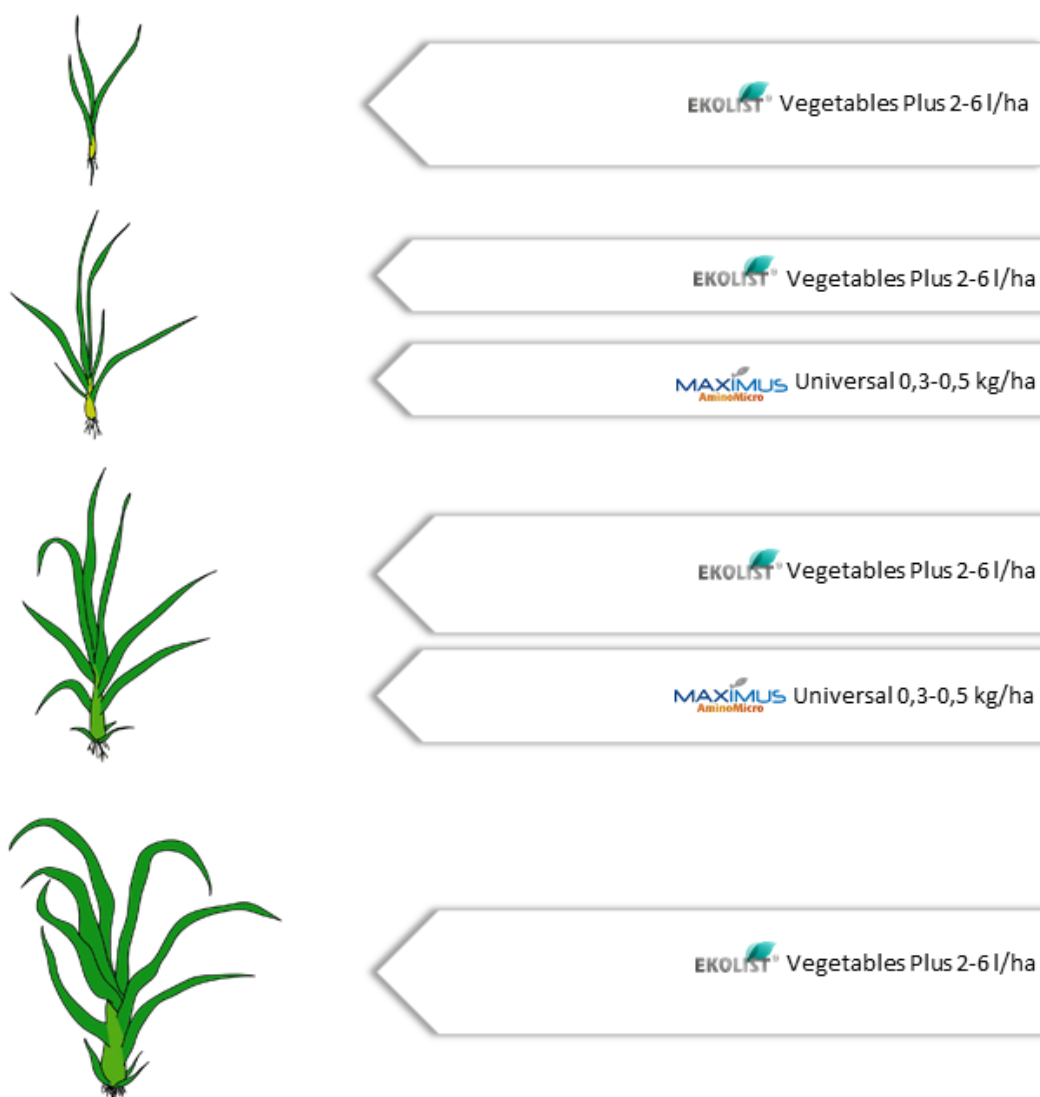 EKOLIST® Vegetables Plus 2-6 l/ha
EKOLIST® Vegetables Plus 2-6 l/ha
MAXIMUS AminoMicro Universal 0,3-0,5 kg/ha
EKOLIST® Vegetables Plus 2-6 l/ha
MAXIMUS AminoMicro Universal 0,3-0,5 kg/ha
EKOLIST® Vegetables Plus 2-6 l/ha